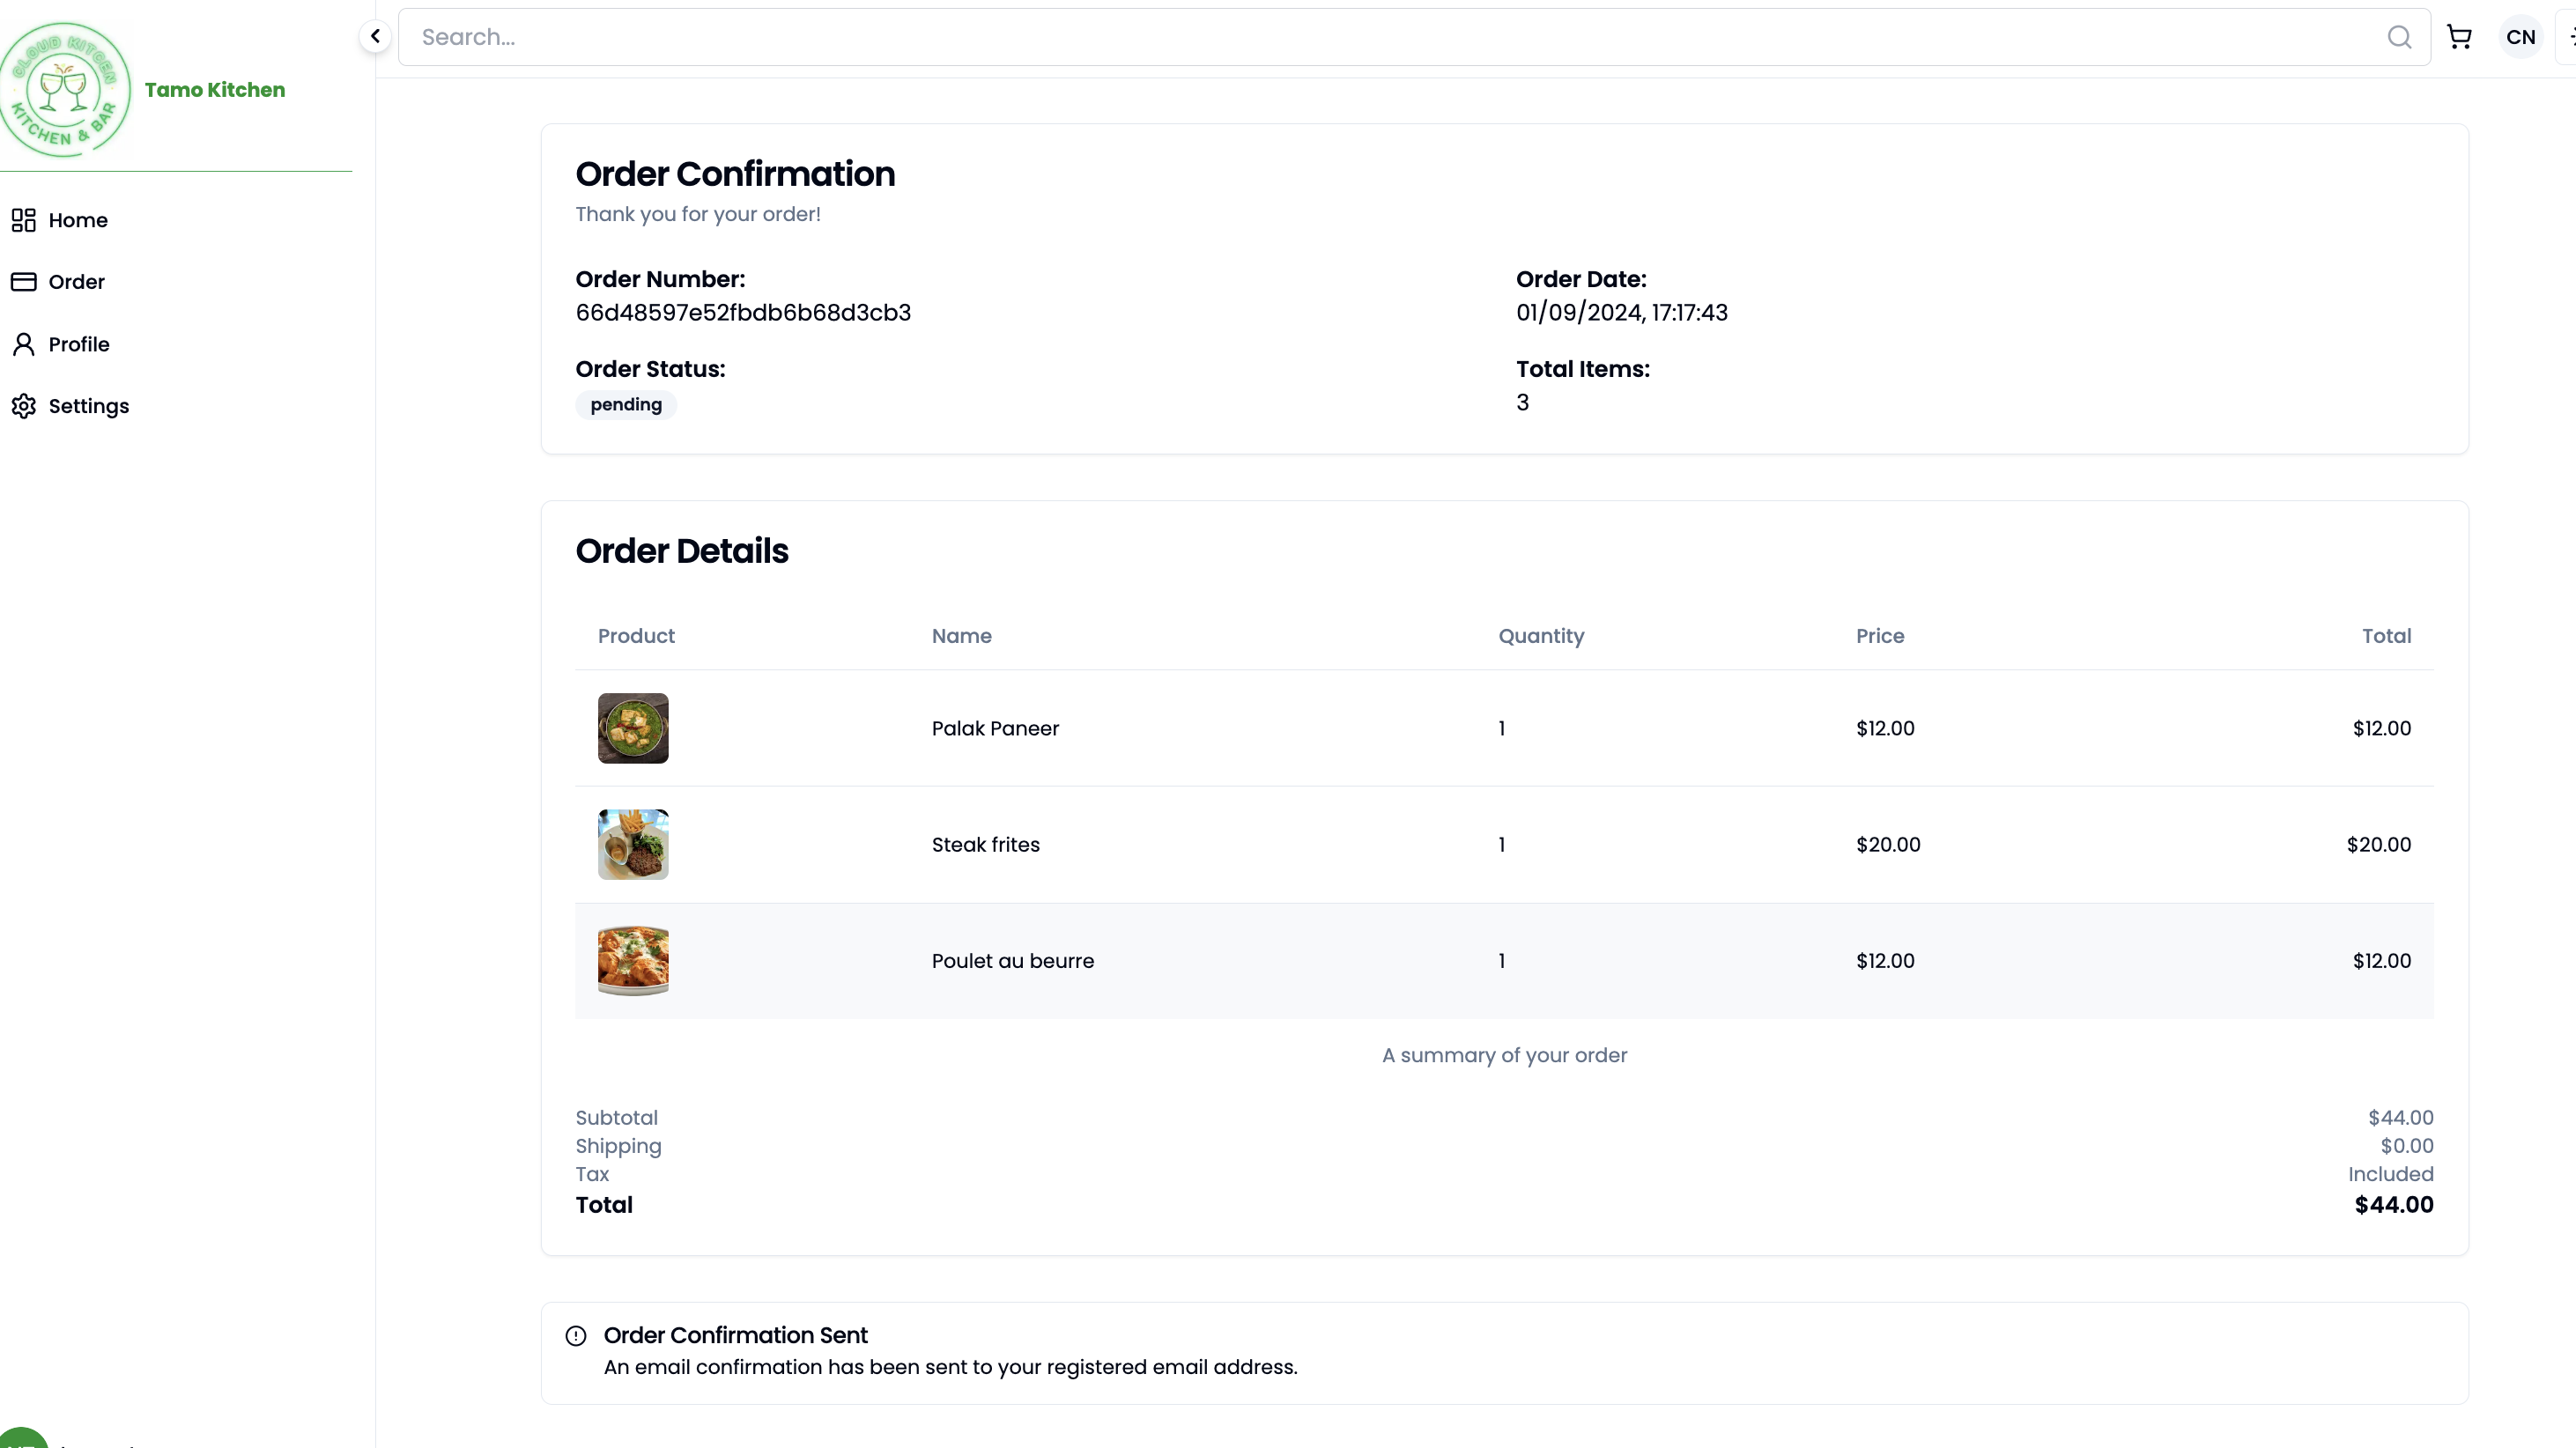 CLOUD KITCEN
KITCHEN & BAR
Tamo Kitchen
Home
Order
Profile
Settings
Search...
CN
Order Confirmation
Thank you for your order!
Order Number:
66d48597e52fbdb6b68d3cb3
Order Date:
01/09/2024, 17:17:43
Order Status:
pending
Total Items:
3
Order Details
Product Name Quantity Price Total
Palak Paneer 1 $12.00 $12.00
Steak frites 1 $20.00 $20.00
Poulet au beurre 1 $12.00 $12.00
A summary of your order
Subtotal $44.00
Shipping $0.00
Tax Included
Total $44.00
Order Confirmation Sent
An email confirmation has been sent to your registered email address.